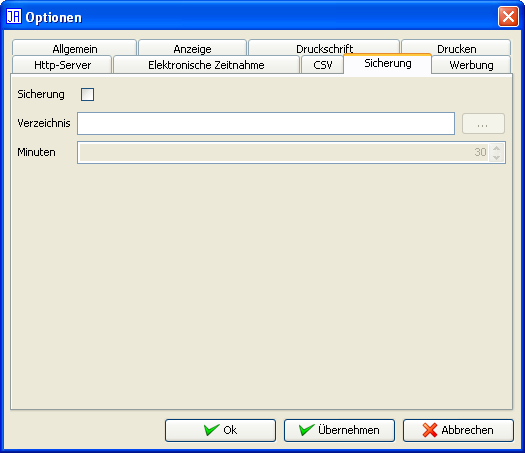 JA Optionen
Allgemein Anzeige Druckschrift Drucken
Http-Server Elektronische Zeitnahme CSV Sicherung Werbung
Sicherung
Verzeichnis ...
Minuten 30
Ok Übernehmen Abbrechen